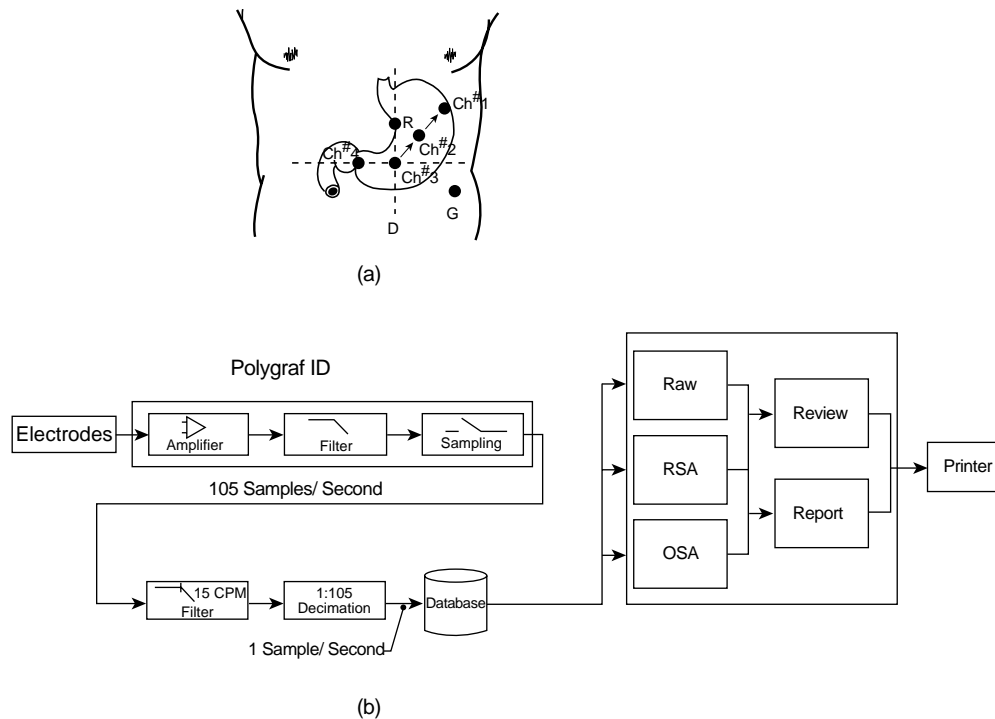 Ch#1
R
Ch#2
Ch#4
Ch#3
G
D
(a)
Polygraf ID
Electrodes
Amplifier
Filter
Sampling
105 Samples/ Second
15 CPM
Filter
1:105
Decimation
Database
1 Sample/ Second
Raw
RSA
OSA
Review
Report
Printer
(b)